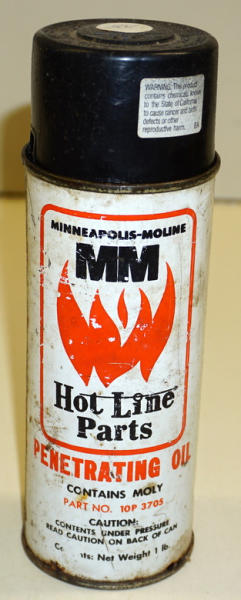 WARNING: This product
contains chemicals known
to the State of California
to cause cancer and birth
defects or other
reproductive harm.
MINNEAPOLIS-MOLINE
MM
Hot Line
Parts
PENETRATING OIL
CONTAINS MOLY
PART NO. 10P 3705
CAUTION:
CONTENTS UNDER PRESSURE
READ CAUTION ON BACK OF CAN
Net Weight 1 lb.